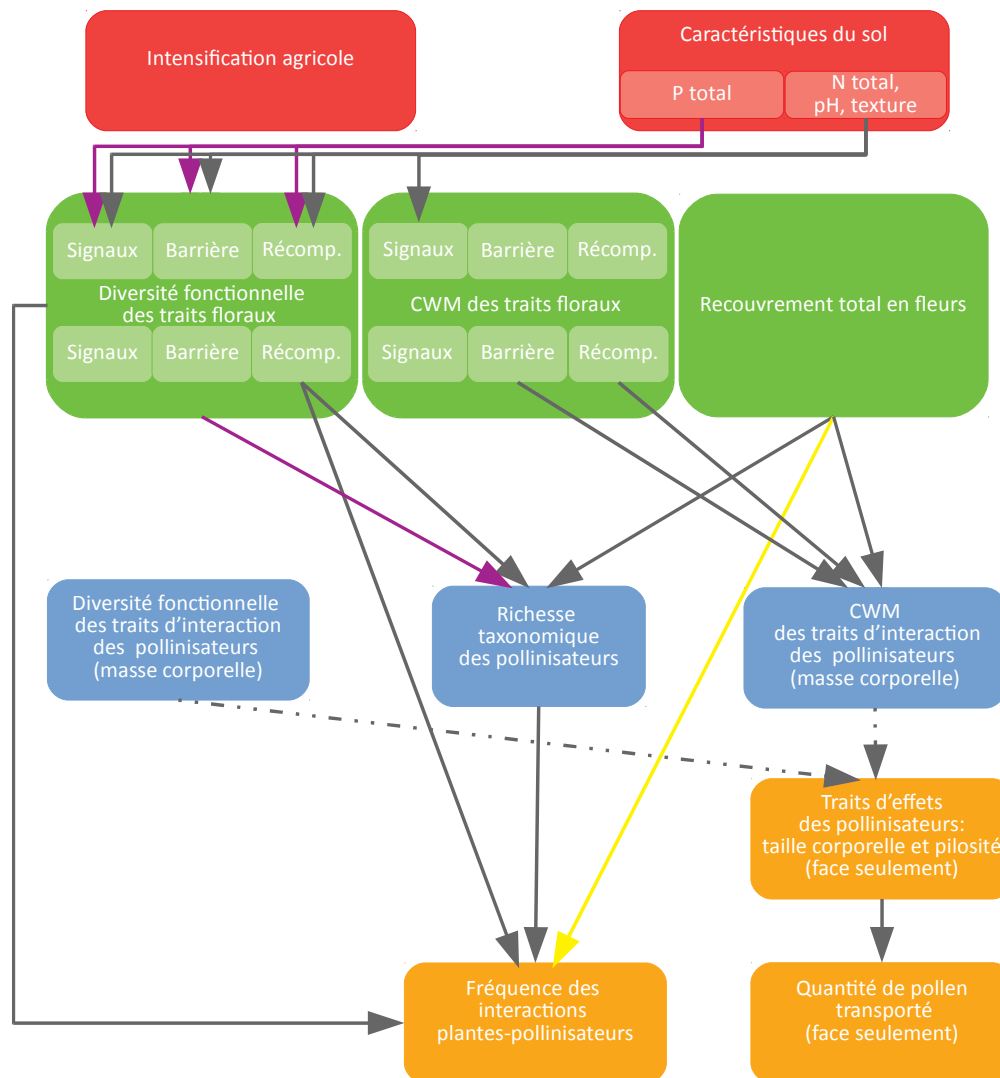 Intensification agricole
Caractéristiques du sol
P total
N total,
pH, texture
Signaux
Barrière
Récomp.
Diversité fonctionnelle
des traits floraux
Signaux
Barrière
Récomp.
Signaux
Barrière
Récomp.
CWM des traits floraux
Signaux
Barrière
Récomp.
Recouvrement total en fleurs
Diversité fonctionnelle
des traits d'interaction
des pollinisateurs
(masse corporelle)
Richesse
taxonomique
des pollinisateurs
CWM
des traits d'interaction
des pollinisateurs
(masse corporelle)
Traits d'effets
des pollinisateurs:
taille corporelle et pilosité
(face seulement)
Fréquence des
interactions
plantes-pollinisateurs
Quantité de pollen
transporté
(face seulement)